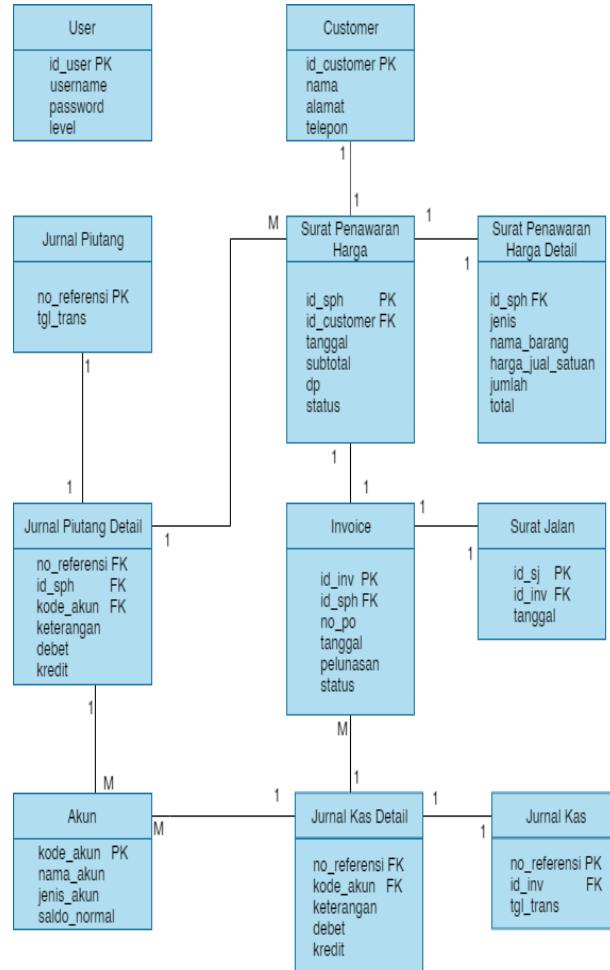 User
id_user PK
username
password
level
Customer
id_customer PK
nama
alamat
telepon
1
1
Jurnal Piutang
no_referensi PK
tgl_trans
1
M
Surat Penawaran
Harga
id_sph PK
id_customer FK
tanggal
subtotal
dp
status
1
1
1
Surat Penawaran
Harga Detail
id_sph FK
jenis
nama_barang
harga_jual_satuan
jumlah
total
1
1
Jurnal Piutang Detail
no_referensi FK
id_sph FK
kode_akun FK
keterangan
debet
kredit
1
1
1
Invoice
id_inv PK
id_sph FK
no_po
tanggal
pelunasan
status
M
1
1
Surat Jalan
id_sj PK
id_inv FK
tanggal
M
Akun
kode_akun PK
nama_akun
jenis_akun
saldo_normal
M
1
1
Jurnal Kas Detail
no_referensi FK
kode_akun FK
keterangan
debet
kredit
1
1
Jurnal Kas
no_referensi PK
id_inv FK
tgl_trans